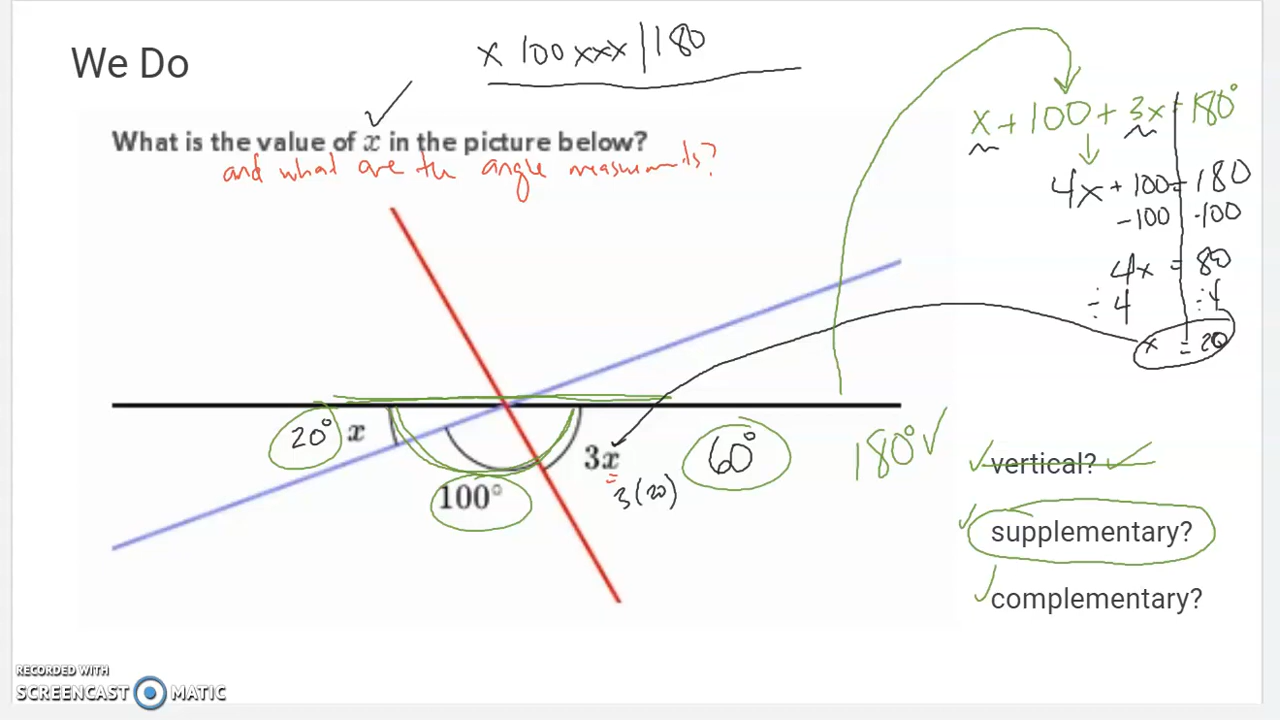 We Do
x 100 xxx | 180
What is the value of x in the picture below?
and what are the angle measurements?
x + 100 + 3x = 180°
4x + 100 = 180
-100 -100
4x = 80
÷4 ÷4
x = 20
20° x
100°
3x
= 3(20)
60°
180° ✓
✓ vertical? ✓
✓ supplementary?
✓ complementary?
RECORDED WITH
SCREENCAST MATIC